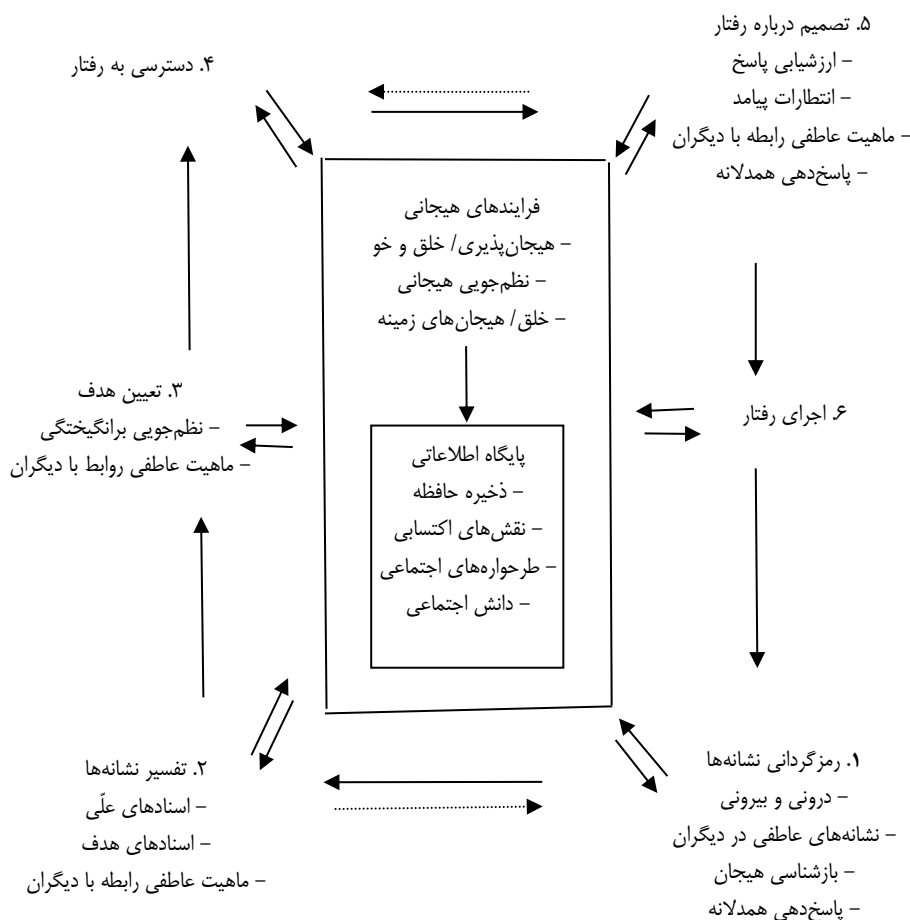 ۵. تصمیم درباره رفتار
– ارزشیابی پاسخ
– انتظارات پیامد
– ماهیت عاطفی رابطه با دیگران
– پاسخ‌دهی همدلانه
۴. دسترسی به رفتار
فرایندهای هیجانی
– هیجان‌پذیری/ خلق و خو
– نظم‌جویی هیجانی
– خلق/ هیجان‌های زمینه
۳. تعیین هدف
– نظم‌جویی برانگیختگی
– ماهیت عاطفی روابط با دیگران
۶. اجرای رفتار
پایگاه اطلاعاتی
– ذخیره حافظه
– نقش‌های اکتسابی
– طرحواره‌های اجتماعی
– دانش اجتماعی
۱. رمزگردانی نشانه‌ها
– درونی و بیرونی
– نشانه‌های عاطفی در دیگران
– بازشناسی هیجان
– پاسخ‌دهی همدلانه
۲. تفسیر نشانه‌ها
– اسنادهای علّی
– اسنادهای هدف
– ماهیت عاطفی رابطه با دیگران